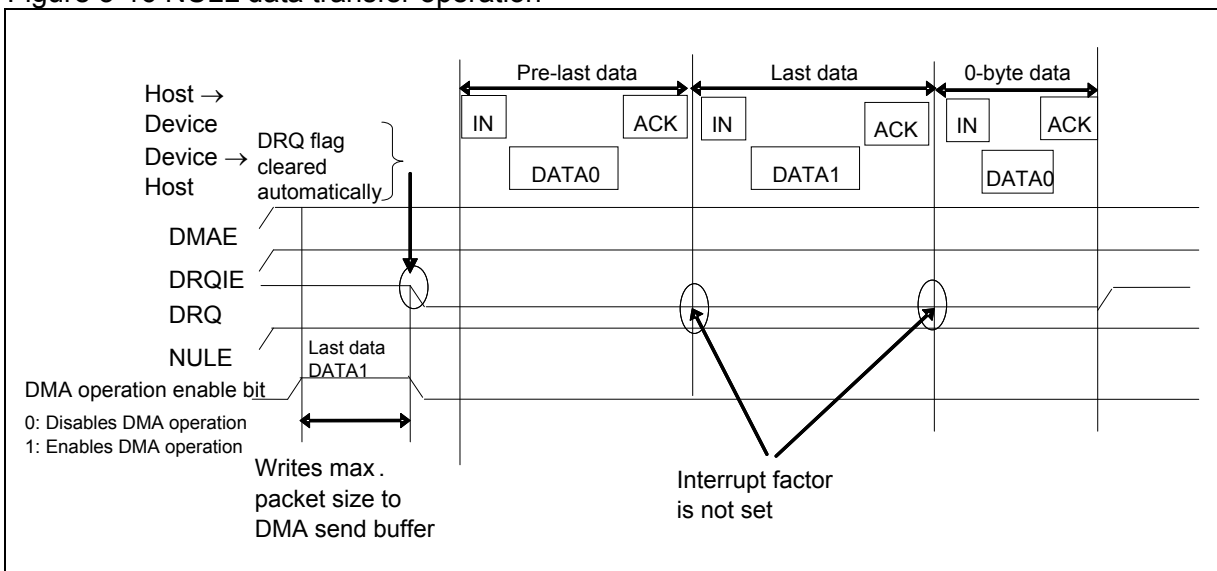 Figure 3-16 NULL data transfer operation
Pre-last data
Last data
0-byte data
Host →
Device
Device →
Host
DRQ flag
cleared
automatically
IN
ACK
IN
ACK
IN
ACK
DATA0
DATA1
DATA0
DMAE
DRQIE
DRQ
NULE
Last data
DATA1
DMA operation enable bit
0: Disables DMA operation
1: Enables DMA operation
Writes max.
packet size to
DMA send buffer
Interrupt factor
is not set